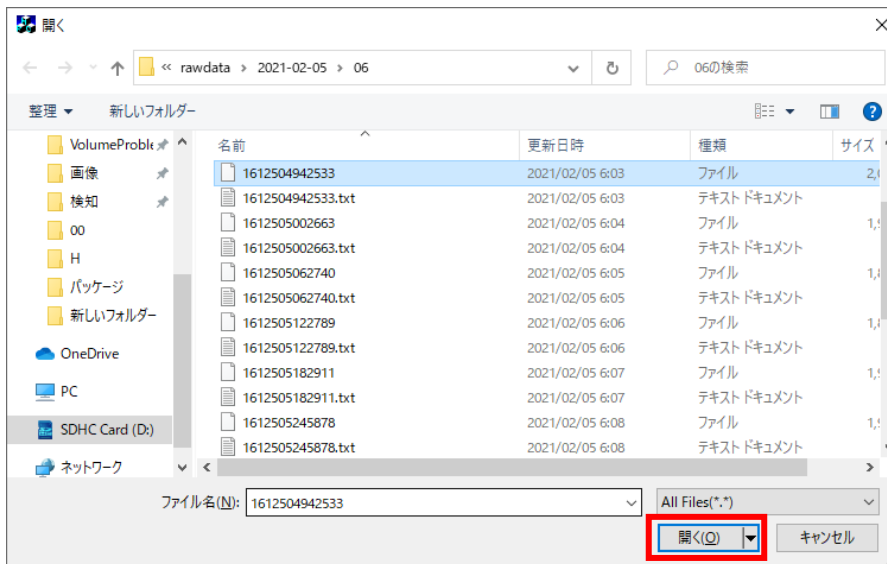 開く
« rawdata > 2021-02-05 > 06
06の検索
整理 新しいフォルダー
名前 更新日時 種類 サイズ
VolumeProble
画像
検知
00
H
パッケージ
新しいフォルダー
OneDrive
PC
SDHC Card (D:)
ネットワーク
1612504942533 2021/02/05 6:03 ファイル
1612504942533.txt 2021/02/05 6:03 テキスト ドキュメント
1612505002663 2021/02/05 6:04 ファイル
1612505002663.txt 2021/02/05 6:04 テキスト ドキュメント
1612505062740 2021/02/05 6:05 ファイル
1612505062740.txt 2021/02/05 6:05 テキスト ドキュメント
1612505122789 2021/02/05 6:06 ファイル
1612505122789.txt 2021/02/05 6:06 テキスト ドキュメント
1612505182911 2021/02/05 6:07 ファイル
1612505182911.txt 2021/02/05 6:07 テキスト ドキュメント
1612505245878 2021/02/05 6:08 ファイル
1612505245878.txt 2021/02/05 6:08 テキスト ドキュメント
ファイル名(N): 1612504942533 All Files(*.*)
開く(O) キャンセル